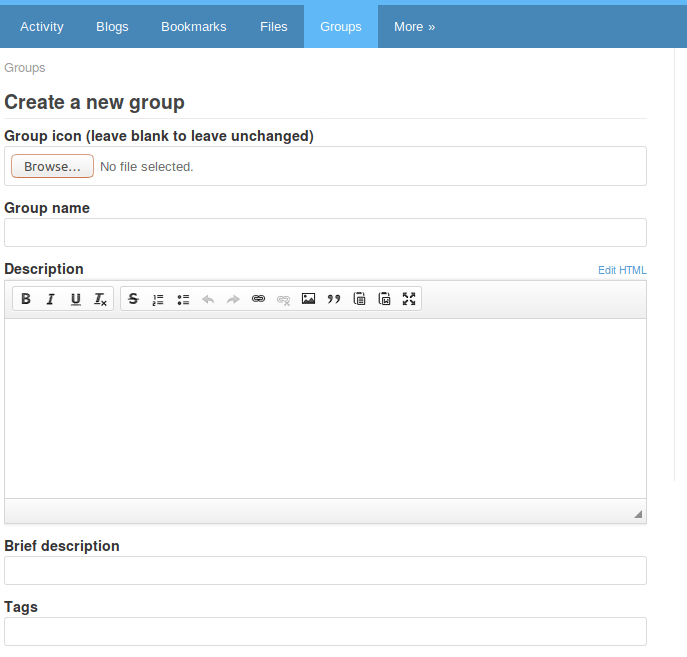 Activity Blogs Bookmarks Files Groups More »
Groups
Create a new group
Group icon (leave blank to leave unchanged)
Browse... No file selected.
Group name
Description Edit HTML
B I U Tx S
Brief description
Tags